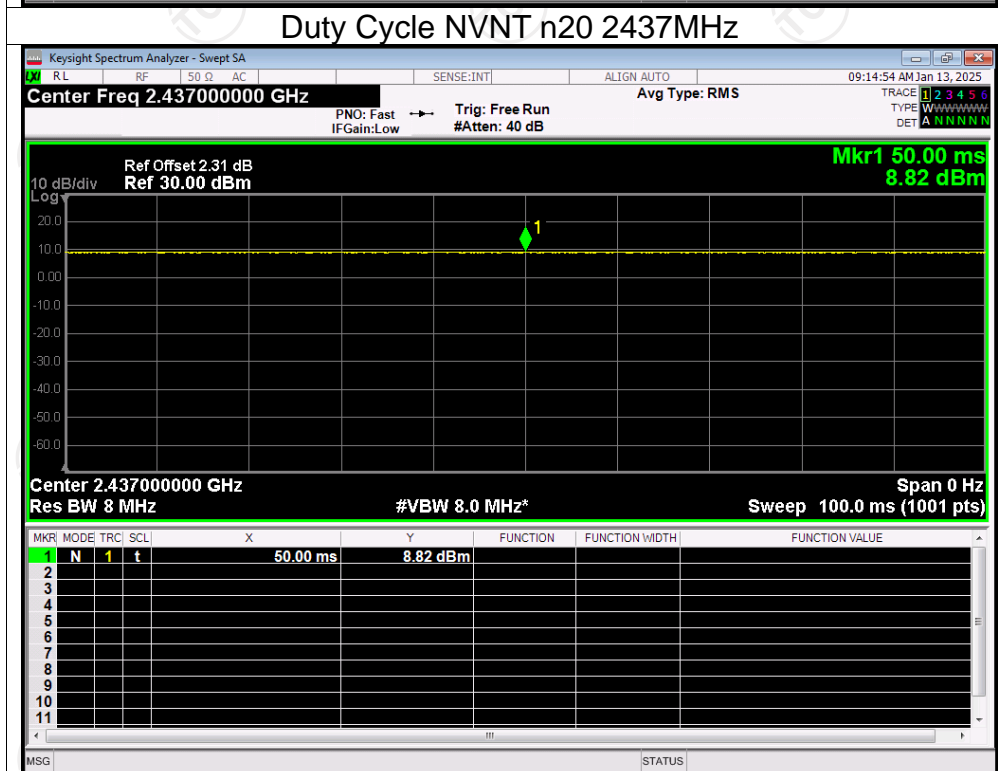 Duty Cycle NVNT n20 2437MHz
Keysight Spectrum Analyzer - Swept SA
LXI RL RF 50 Ω AC SENSE:INT ALIGN AUTO 09:14:54 AM Jan 13, 2025
Center Freq 2.437000000 GHz Avg Type: RMS TRACE 1 2 3 4 5 6
PNO: Fast Trig: Free Run TYPE WWWWWW
IFGain:Low #Atten: 40 dB DET A N N N N N
Mkr1 50.00 ms
8.82 dBm
Ref Offset 2.31 dB
10 dB/div Ref 30.00 dBm
Log
1
20.0
10.0
0.00
-10.0
-20.0
-30.0
-40.0
-50.0
-60.0
Center 2.437000000 GHz Span 0 Hz
Res BW 8 MHz #VBW 8.0 MHz* Sweep 100.0 ms (1001 pts)
MKR MODE TRC SCL X Y FUNCTION FUNCTION WIDTH FUNCTION VALUE
1 N 1 t 50.00 ms 8.82 dBm
2
3
4
5
6
7
8
9
10
11
MSG STATUS